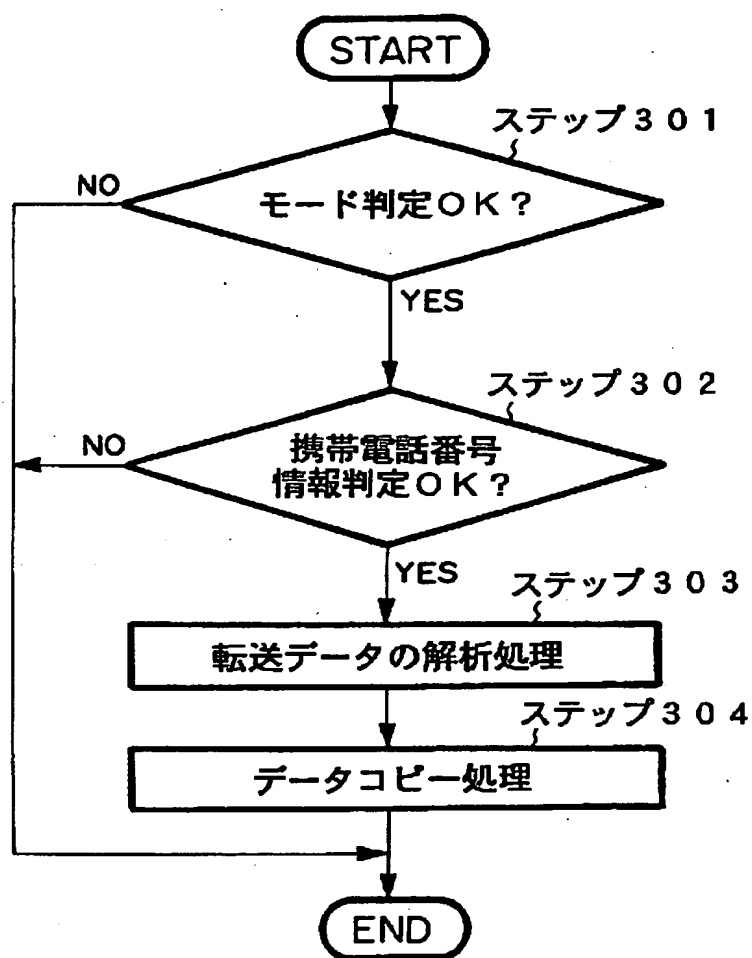 START
ステップ301
NO
モード判定OK?
YES
ステップ302
NO
携帯電話番号
情報判定OK?
YES
ステップ303
転送データの解析処理
ステップ304
データコピー処理
END